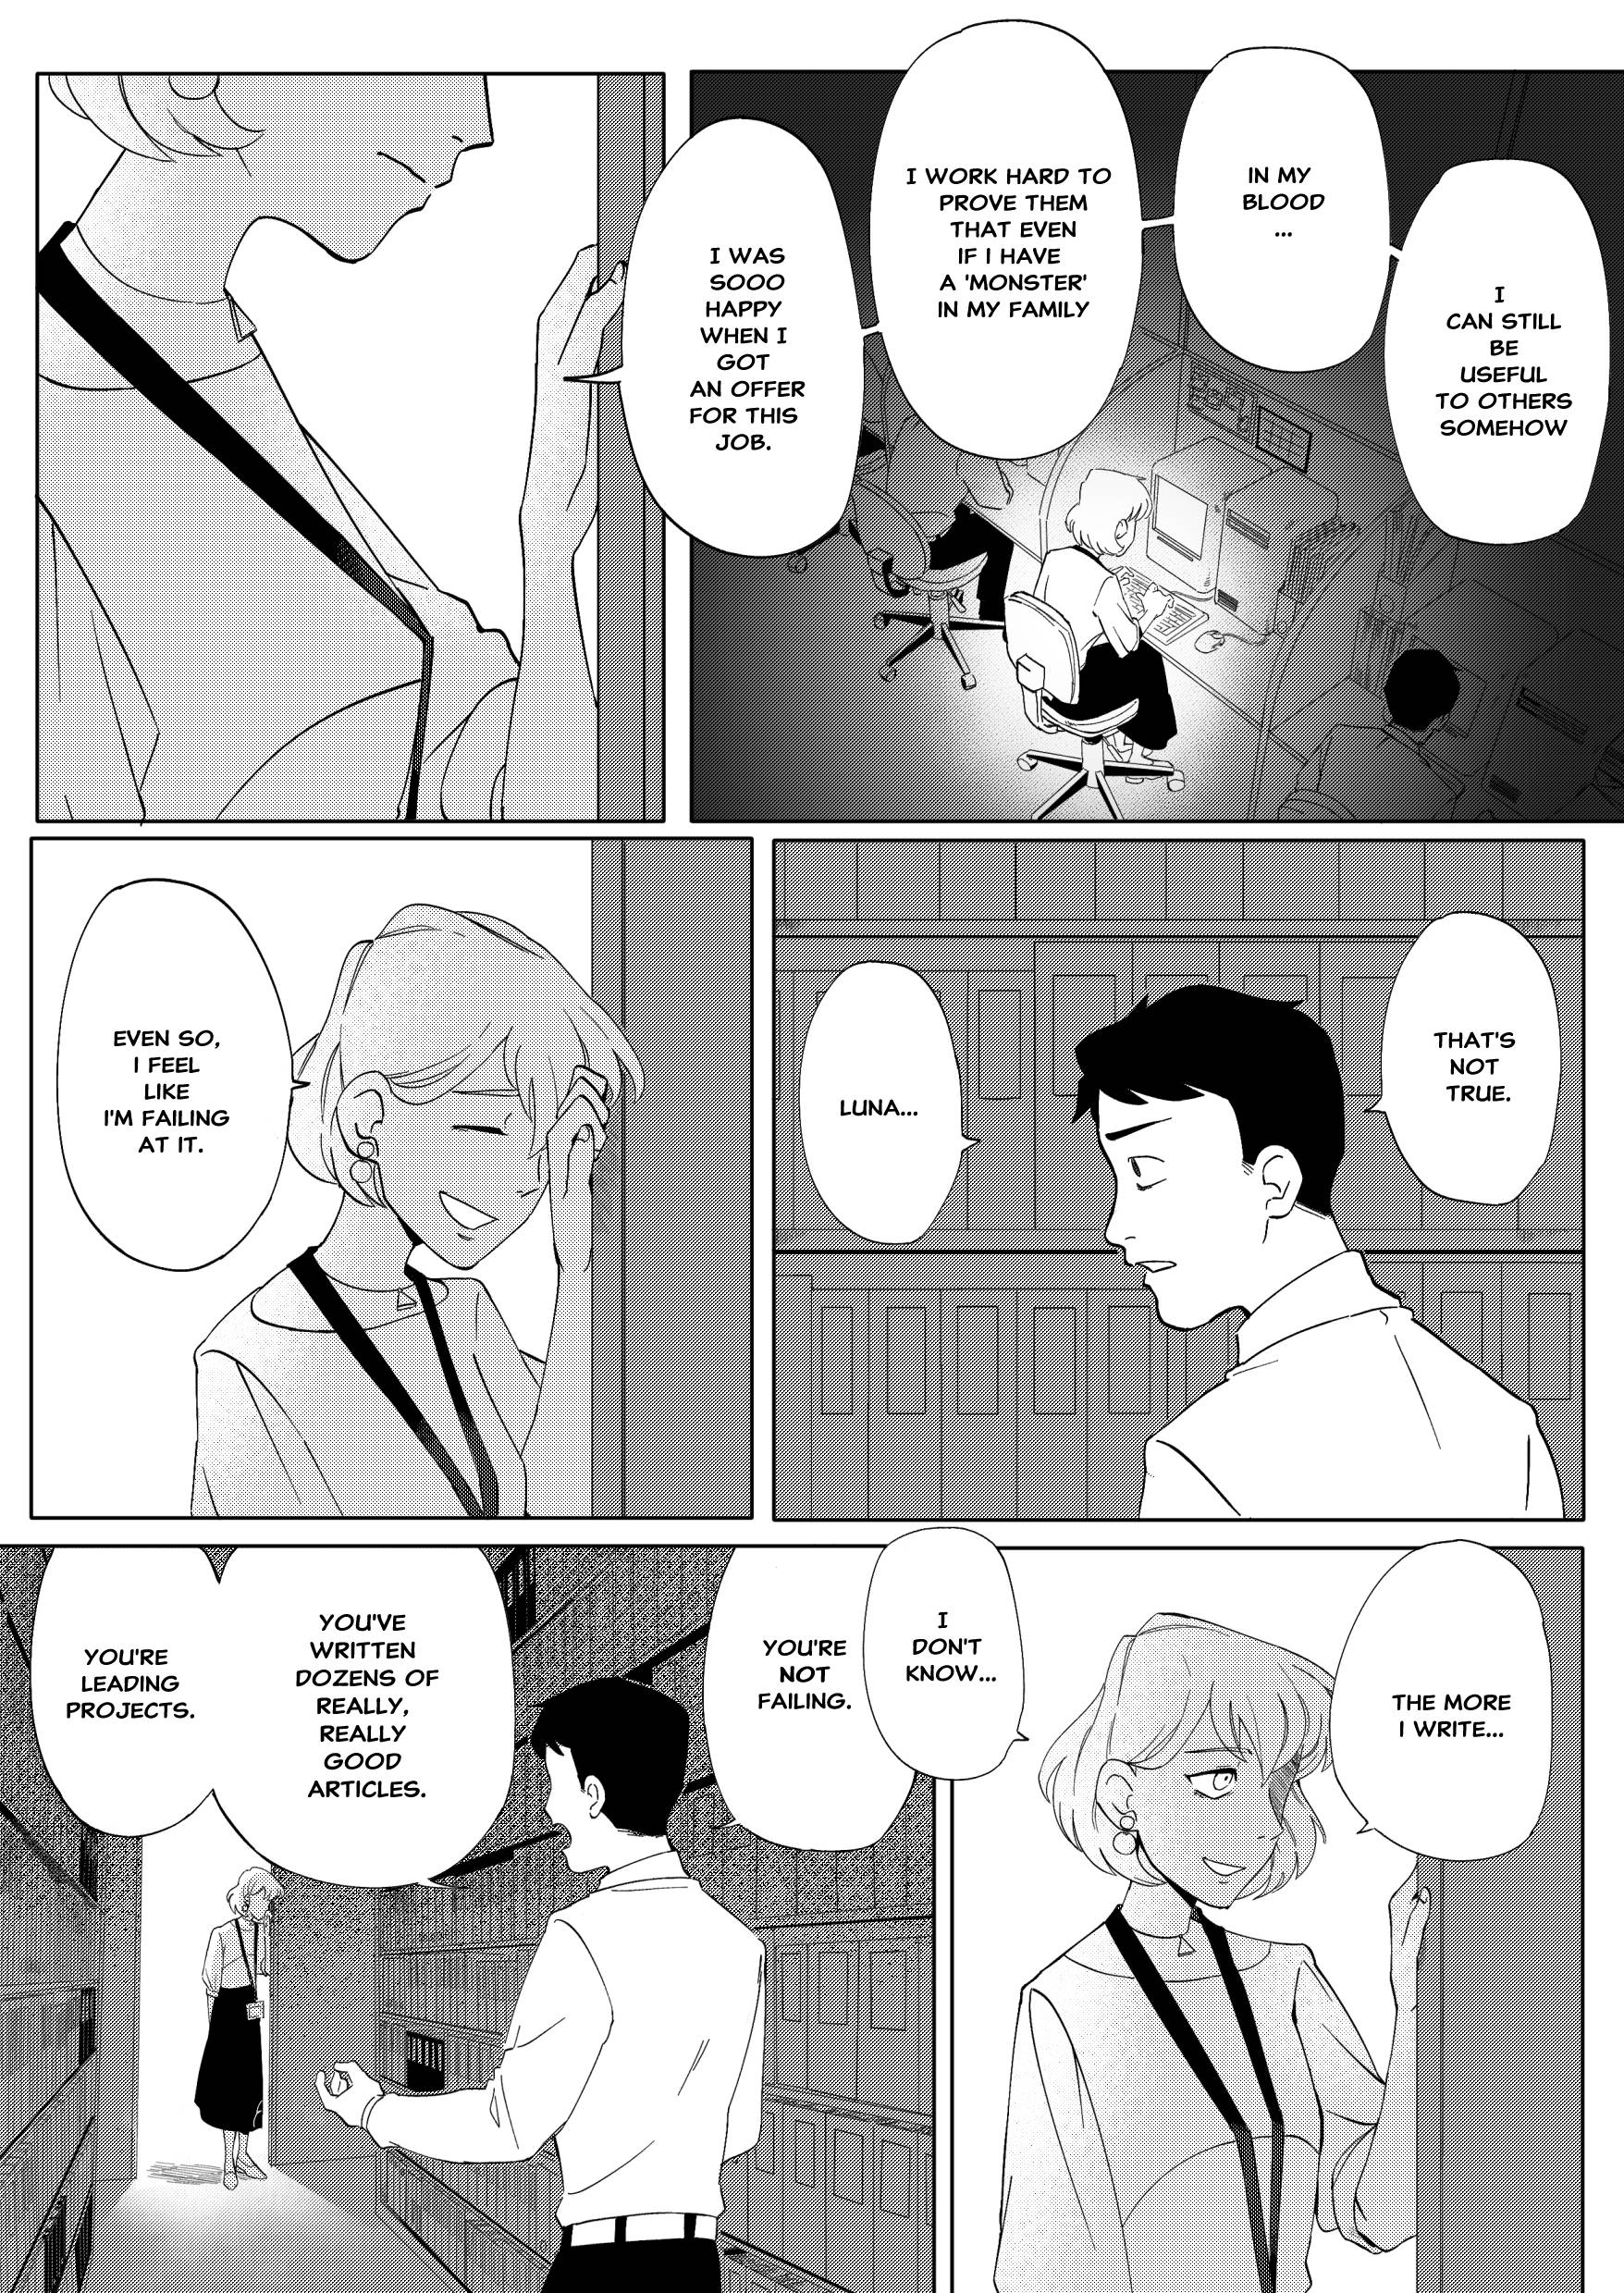 I WAS
SOOO
HAPPY
WHEN I
GOT
AN OFFER
FOR THIS
JOB.
I WORK HARD TO
PROVE THEM
THAT EVEN
IF I HAVE
A 'MONSTER'
IN MY FAMILY
IN MY
BLOOD
...
I
CAN STILL
BE
USEFUL
TO OTHERS
SOMEHOW
EVEN SO,
I FEEL
LIKE
I'M FAILING
AT IT.
LUNA...
THAT'S
NOT
TRUE.
YOU'RE
LEADING
PROJECTS.
YOU'VE
WRITTEN
DOZENS OF
REALLY,
REALLY
GOOD
ARTICLES.
YOU'RE
NOT
FAILING.
I
DON'T
KNOW...
THE MORE
I WRITE...